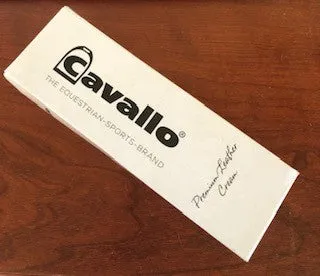 cavallo®
THE EQUESTRIAN-SPORTS-BRAND
Premium Leather
Cream